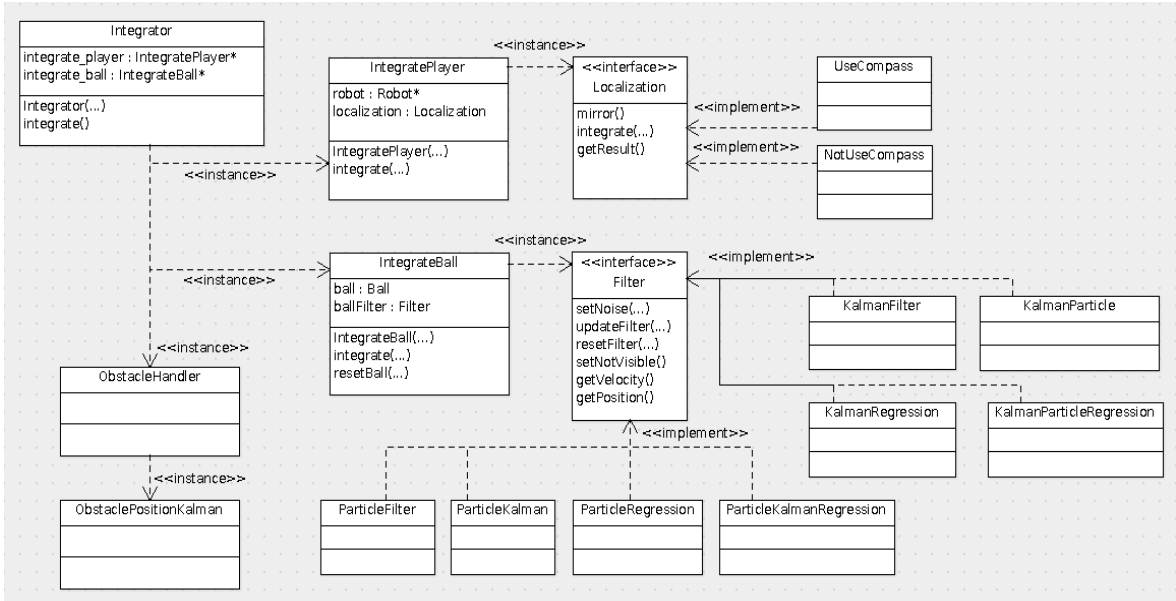 Integrator
integrate_player : IntegratePlayer*
integrate_ball : IntegrateBall*
Integrator(...)
integrate()
<<instance>>
IntegratePlayer
robot : Robot*
localization : Localization
IntegratePlayer(...)
integrate(...)
<<instance>>
<<interface>>
Localization
mirror()
integrate(...)
getResult()
UseCompass
<<implement>>
<<implement>>
NotUseCompass
<<instance>>
IntegrateBall
ball : Ball
ballFilter : Filter
IntegrateBall(...)
integrate(...)
resetBall(...)
<<instance>>
<<interface>>
Filter
setNoise(...)
updateFilter(...)
resetFilter(...)
setNotVisible()
getVelocity()
getPosition()
<<implement>>
KalmanFilter
KalmanParticle
KalmanRegression
KalmanParticleRegression
<<instance>>
ObstacleHandler
<<instance>>
ObstaclePositionKalman
<<implement>>
ParticleFilter
ParticleKalman
ParticleRegression
ParticleKalmanRegression